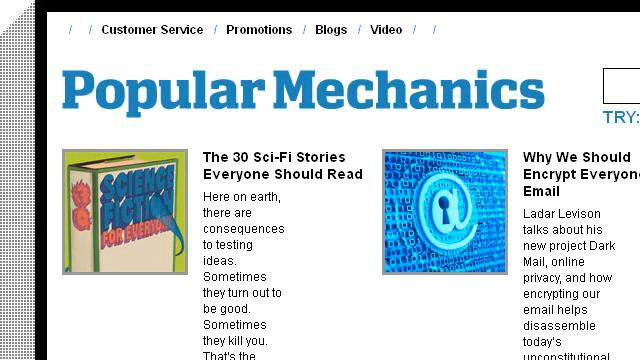 / / Customer Service / Promotions / Blogs / Video / /
Popular Mechanics
TRY:
SCIENCE
FICTION
FOR EVERYONE
The 30 Sci-Fi Stories
Everyone Should Read
Here on earth,
there are
consequences
to testing
ideas.
Sometimes
they turn out to
be good.
Sometimes
they kill you.
That's the
@
Why We Should
Encrypt Everyon
Email
Ladar Levison
talks about his
new project Dark
Mail, online
privacy, and how
encrypting our
email helps
disassemble
today's
unconstitutional